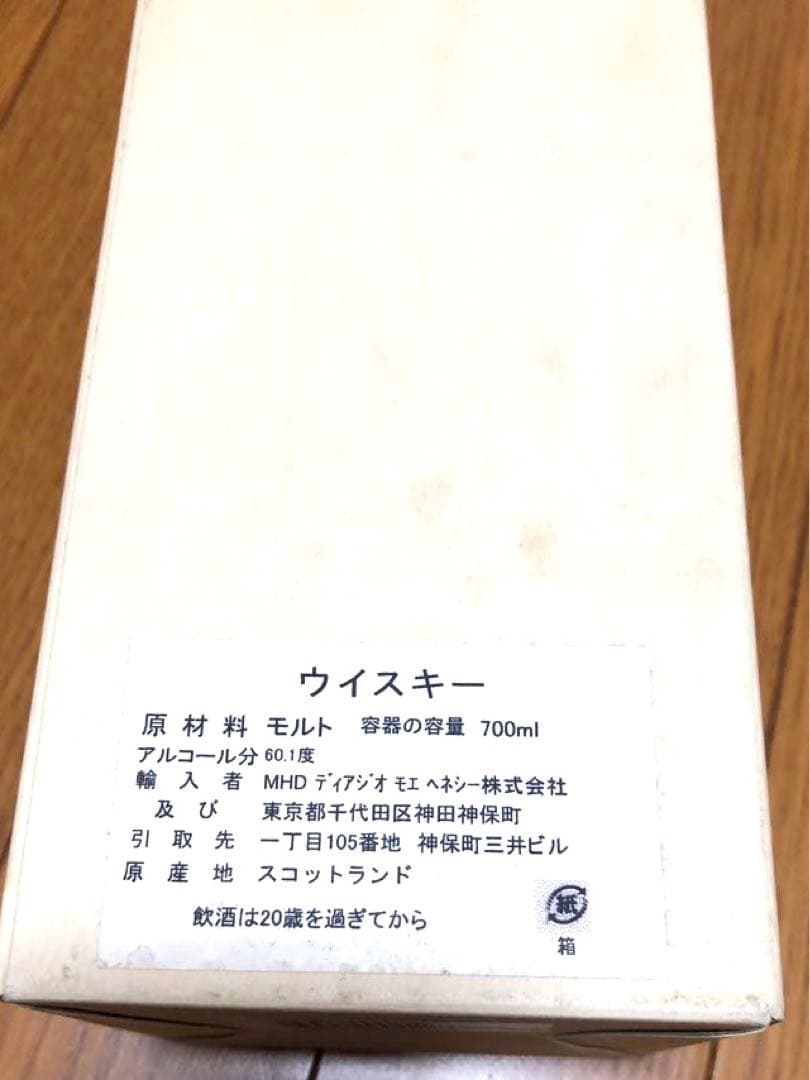 ウイスキー
原材料 モルト 容器の容量 700ml
アルコール分 60.1度
輸入者 MHD ディアジオ モエ ヘネシー株式会社
及び 東京都千代田区神田神保町
引取先 一丁目105番地 神保町三井ビル
原産地 スコットランド
飲酒は20歳を過ぎてから
紙
箱